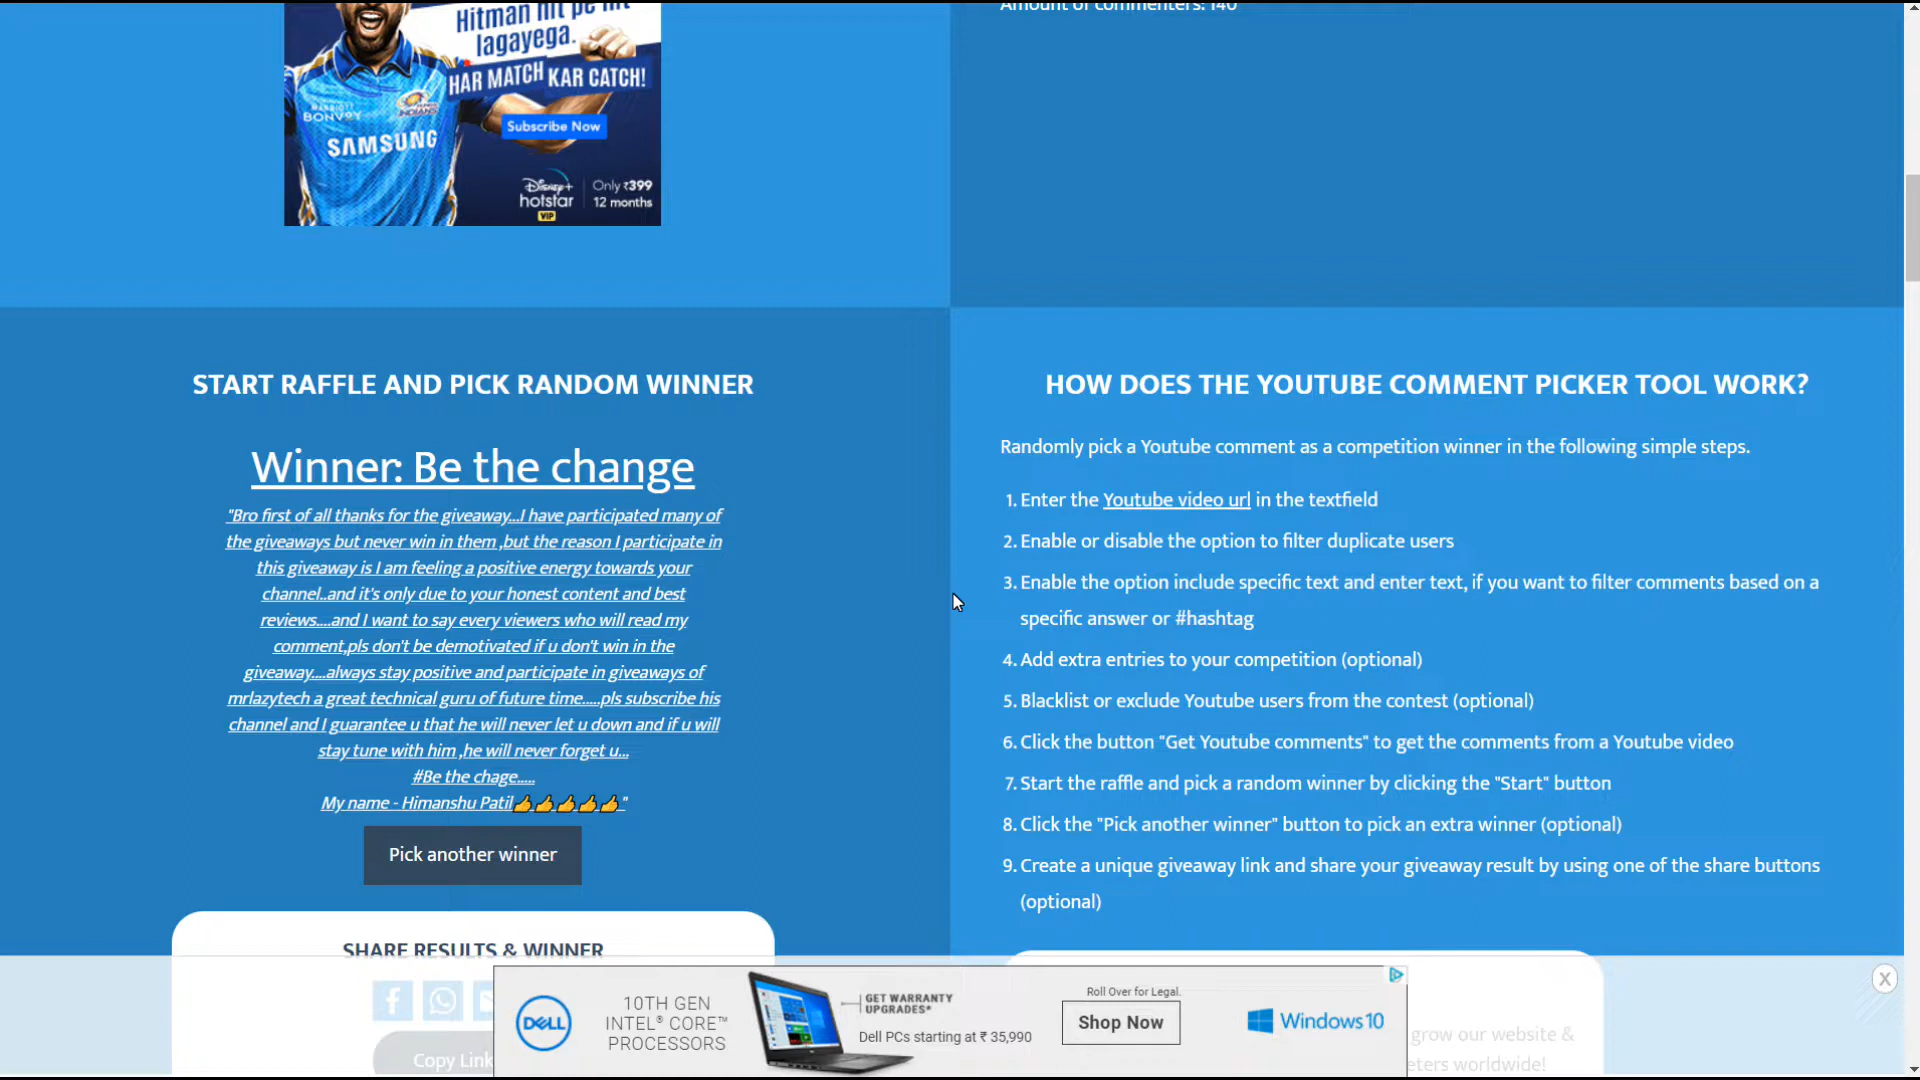 Hitman hit pe hit
lagayega.
HAR MATCH KAR CATCH!
MARRIOTT
BONVOY
MUMBAI
INDIANS
SAMSUNG
Subscribe Now
Disney+
hotstar
VIP
Only ₹399
12 months
Amount of commenters: 140
START RAFFLE AND PICK RANDOM WINNER
Winner: Be the change
"Bro first of all thanks for the giveaway...I have participated many of
the giveaways but never win in them ,but the reason I participate in
this giveaway is I am feeling a positive energy towards your
channel..and it's only due to your honest content and best
reviews....and I want to say every viewers who will read my
comment,pls don't be demotivated if u don't win in the
giveaway....always stay positive and participate in giveaways of
mrlazytech a great technical guru of future time.....pls subscribe his
channel and I guarantee u that he will never let u down and if u will
stay tune with him ,he will never forget u...
#Be the chage.....
My name - Himanshu Patil👍👍👍👍👍"
Pick another winner
SHARE RESULTS & WINNER
Copy Link
HOW DOES THE YOUTUBE COMMENT PICKER TOOL WORK?
Randomly pick a Youtube comment as a competition winner in the following simple steps.
1. Enter the Youtube video url in the textfield
2. Enable or disable the option to filter duplicate users
3. Enable the option include specific text and enter text, if you want to filter comments based on a
specific answer or #hashtag
4. Add extra entries to your competition (optional)
5. Blacklist or exclude Youtube users from the contest (optional)
6. Click the button "Get Youtube comments" to get the comments from a Youtube video
7. Start the raffle and pick a random winner by clicking the "Start" button
8. Click the "Pick another winner" button to pick an extra winner (optional)
9. Create a unique giveaway link and share your giveaway result by using one of the share buttons
(optional)
grow our website &
eters worldwide!
DELL
10TH GEN
INTEL® CORE™
PROCESSORS
GET WARRANTY
UPGRADES*
Dell PCs starting at ₹ 35,990
Roll Over for Legal.
Shop Now
Windows 10
X